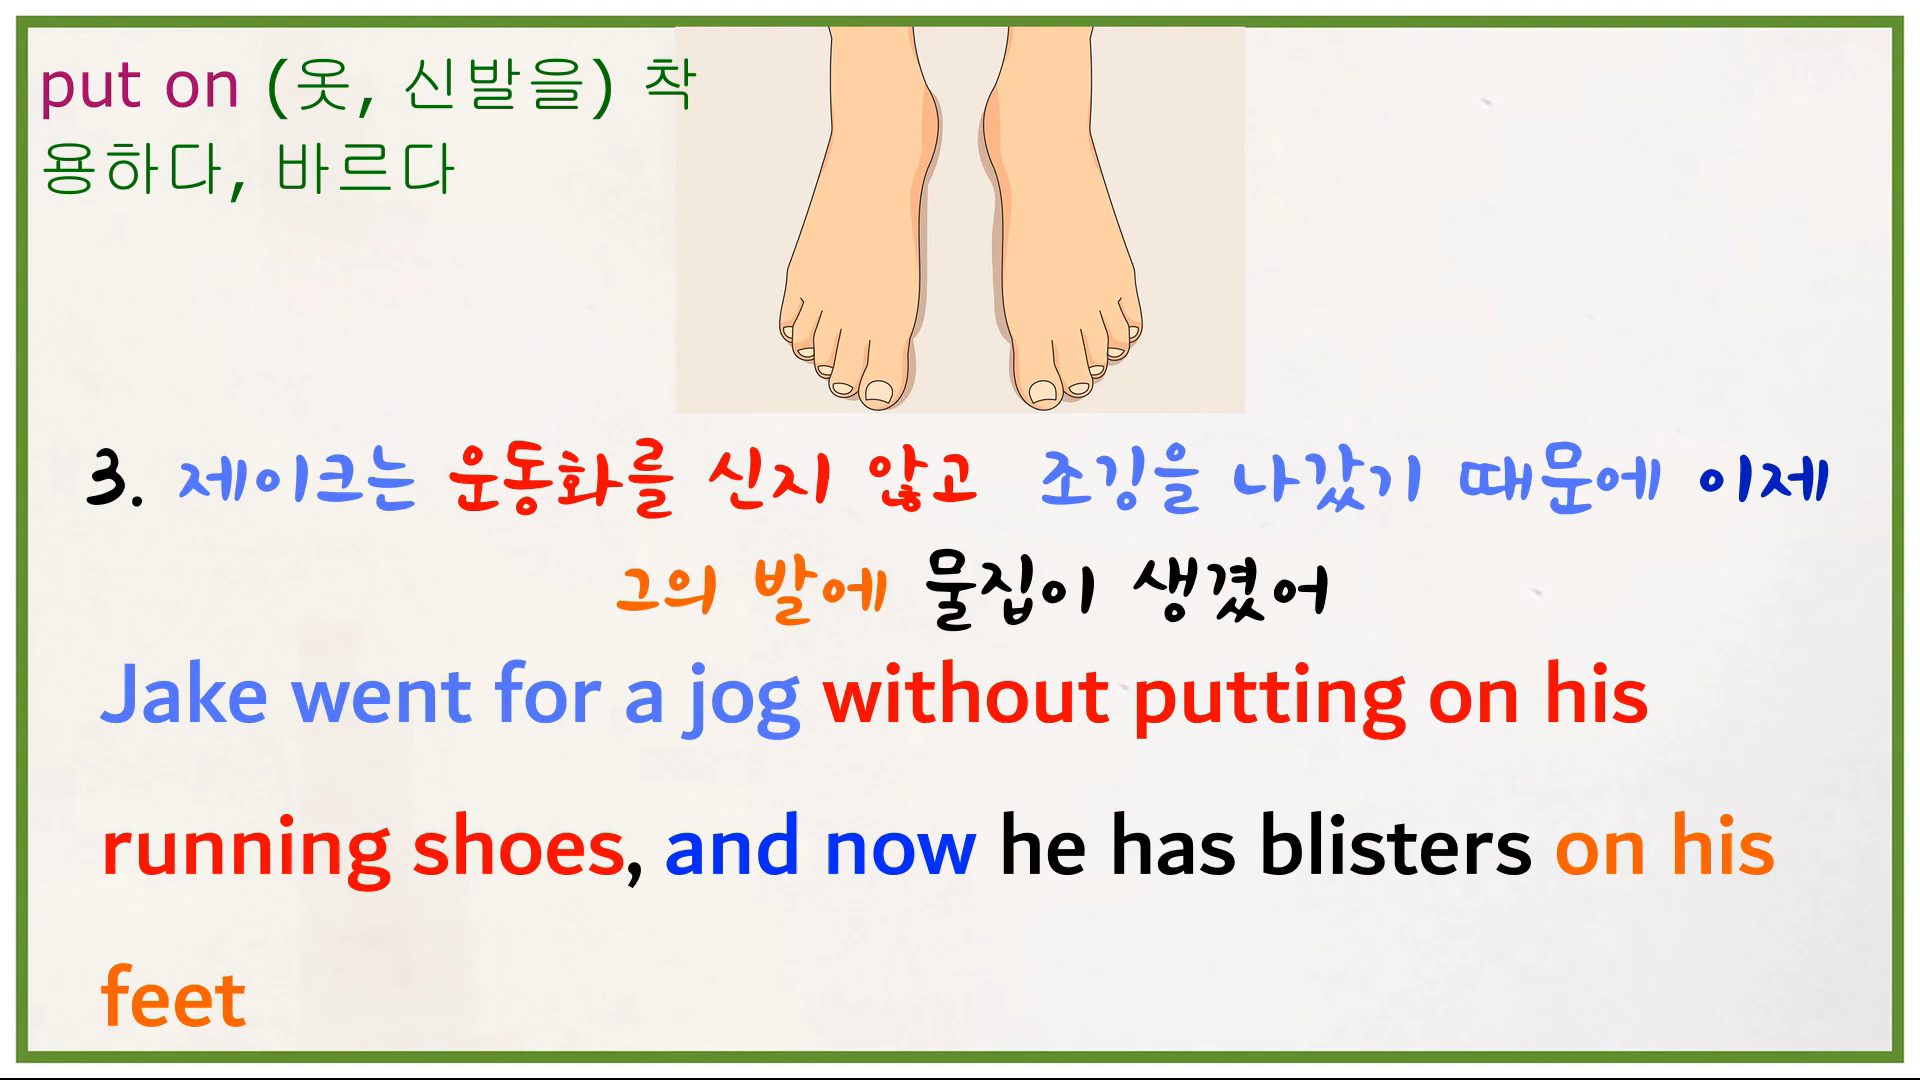 put on (옷, 신발을) 착
용하다, 바르다
3. 제이크는 운동화를 신지 않고 조깅을 나갔기 때문에 이제
그의 발에 물집이 생겼어
Jake went for a jog without putting on his
running shoes, and now he has blisters on his
feet